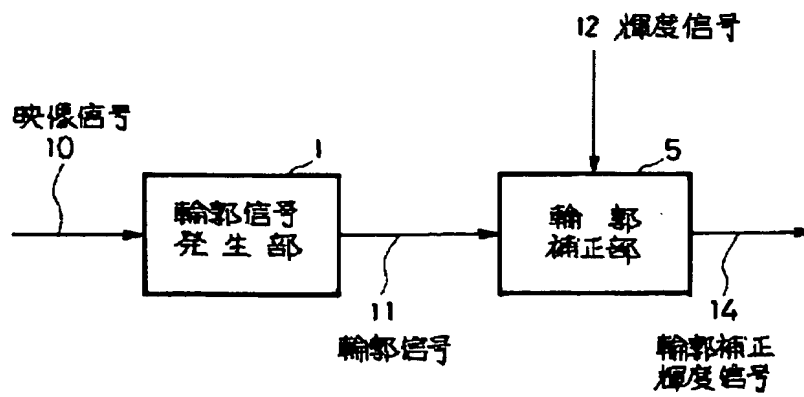 12 輝度信号
映像信号
10
1
5
輪郭信号
発生部
輪郭
補正部
11
輪郭信号
14
輪郭補正
輝度信号